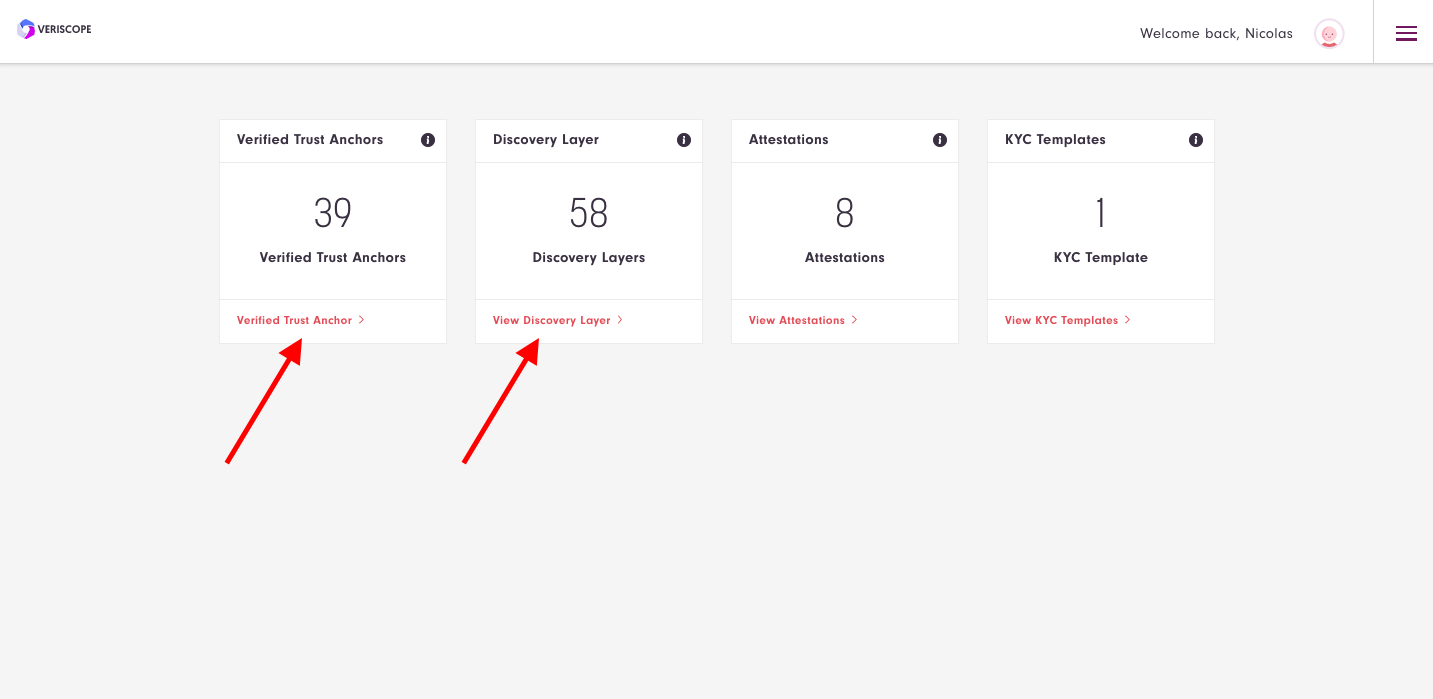 VERISCOPE
Welcome back, Nicolas
Verified Trust Anchors
39
Verified Trust Anchors
Verified Trust Anchor
Discovery Layer
58
Discovery Layers
View Discovery Layer
Attestations
8
Attestations
View Attestations
KYC Templates
1
KYC Template
View KYC Templates